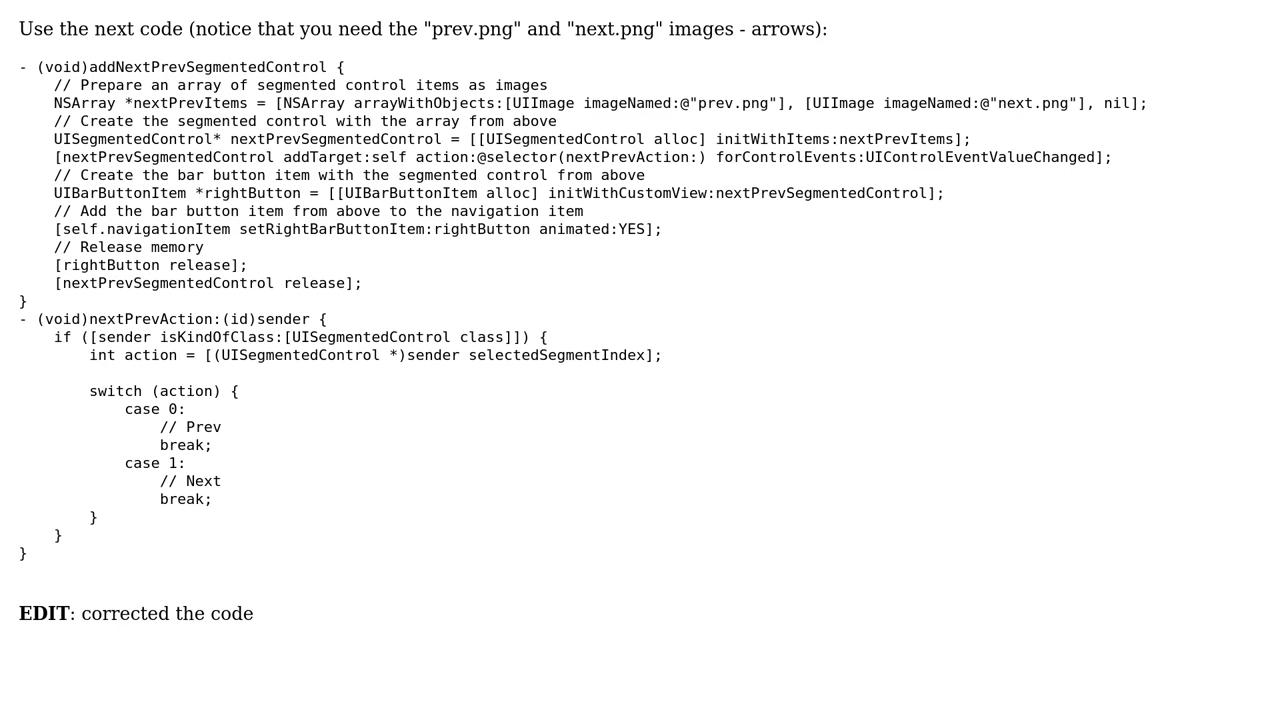 Use the next code (notice that you need the "prev.png" and "next.png" images - arrows):
- (void)addNextPrevSegmentedControl {
    // Prepare an array of segmented control items as images
    NSArray *nextPrevItems = [NSArray arrayWithObjects:[UIImage imageNamed:@"prev.png"], [UIImage imageNamed:@"next.png"], nil];
    // Create the segmented control with the array from above
    UISegmentedControl* nextPrevSegmentedControl = [[UISegmentedControl alloc] initWithItems:nextPrevItems];
    [nextPrevSegmentedControl addTarget:self action:@selector(nextPrevAction:) forControlEvents:UIControlEventValueChanged];
    // Create the bar button item with the segmented control from above
    UIBarButtonItem *rightButton = [[UIBarButtonItem alloc] initWithCustomView:nextPrevSegmentedControl];
    // Add the bar button item from above to the navigation item
    [self.navigationItem setRightBarButtonItem:rightButton animated:YES];
    // Release memory
    [rightButton release];
    [nextPrevSegmentedControl release];
}
- (void)nextPrevAction:(id)sender {
    if ([sender isKindOfClass:[UISegmentedControl class]]) {
        int action = [(UISegmentedControl *)sender selectedSegmentIndex];
        switch (action) {
            case 0:
                // Prev
                break;
            case 1:
                // Next
                break;
        }
    }
}
EDIT: corrected the code